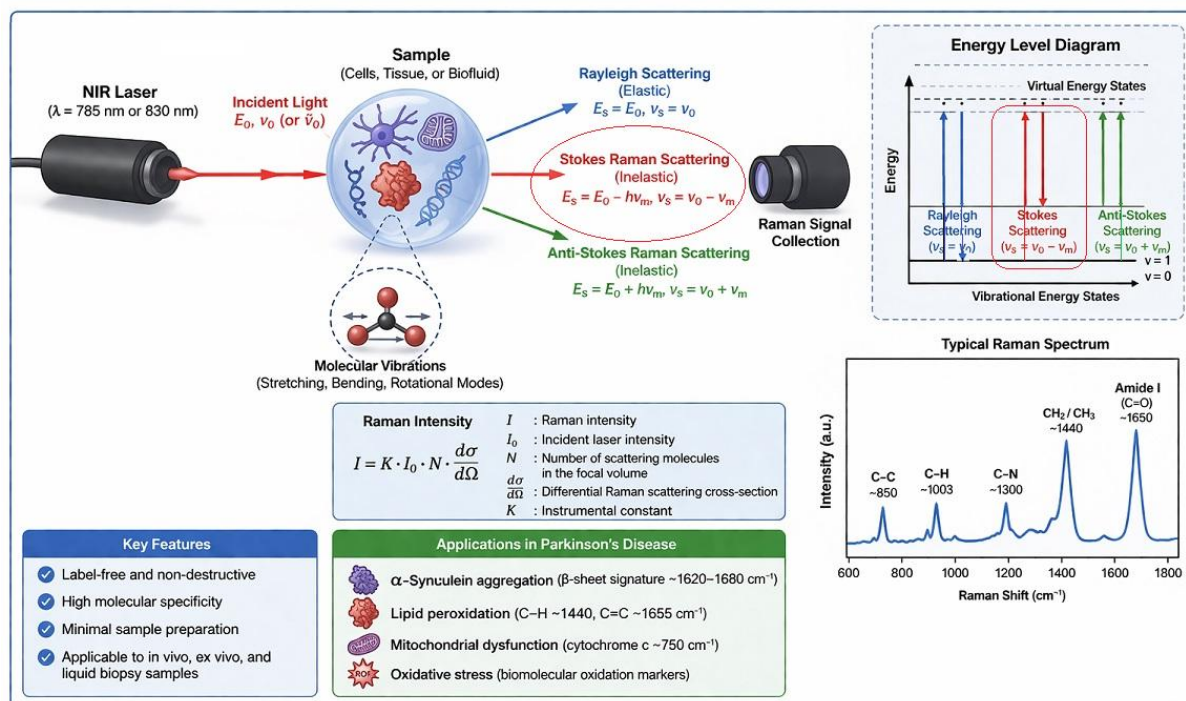 NIR Laser
(λ = 785 nm or 830 nm)
Incident Light
E₀, ν₀ (or ν̃₀)
Sample
(Cells, Tissue, or Biofluid)
Rayleigh Scattering
(Elastic)
Eₛ = E₀, νₛ = ν₀
Stokes Raman Scattering
(Inelastic)
Eₛ = E₀ − hνₘ, νₛ = ν₀ − νₘ
Anti-Stokes Raman Scattering
(Inelastic)
Eₛ = E₀ + hνₘ, νₛ = ν₀ + νₘ
Raman Signal
Collection
Molecular Vibrations
(Stretching, Bending, Rotational Modes)
Energy Level Diagram
Virtual Energy States
Energy
Rayleigh
Scattering
(νₛ = ν₀)
Stokes
Scattering
(νₛ = ν₀ − νₘ)
Anti-Stokes
Scattering
(νₛ = ν₀ + νₘ)
v = 1
v = 0
Vibrational Energy States
Raman Intensity
I = K · I₀ · N · dσ/dΩ
I : Raman intensity
I₀ : Incident laser intensity
N : Number of scattering molecules
in the focal volume
dσ/dΩ : Differential Raman scattering cross-section
K : Instrumental constant
Typical Raman Spectrum
Intensity (a.u.)
C–C
~850
C–H
~1003
C–N
~1300
CH₂ / CH₃
~1440
Amide I
(C=O)
~1650
600 800 1000 1200 1400 1600 1800
Raman Shift (cm⁻¹)
Key Features
Label-free and non-destructive
High molecular specificity
Minimal sample preparation
Applicable to in vivo, ex vivo, and
liquid biopsy samples
Applications in Parkinson's Disease
α-Synculein aggregation (β-sheet signature ~1620–1680 cm⁻¹)
Lipid peroxidation (C–H ~1440, C=C ~1655 cm⁻¹)
Mitochondrial dysfunction (cytochrome c ~750 cm⁻¹)
Oxidative stress (biomolecular oxidation markers)